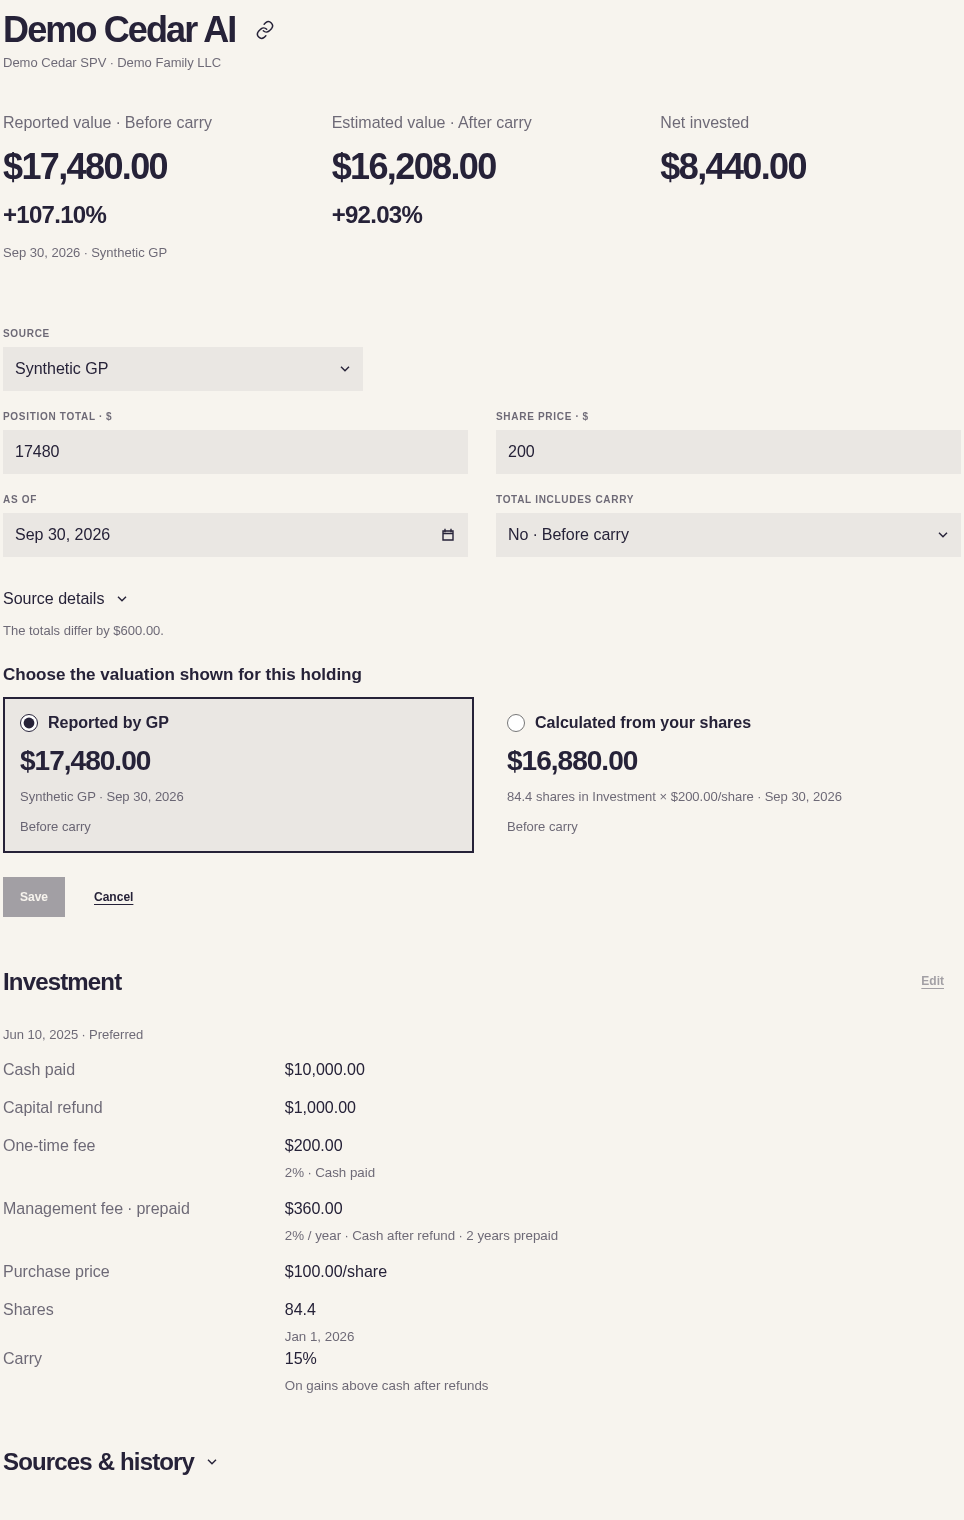 Demo Cedar AI
Demo Cedar SPV · Demo Family LLC
Reported value · Before carry
$17,480.00
+107.10%
Sep 30, 2026 · Synthetic GP
Estimated value · After carry
$16,208.00
+92.03%
Net invested
$8,440.00
SOURCE
Synthetic GP
POSITION TOTAL · $
17480
SHARE PRICE · $
200
AS OF
Sep 30, 2026
TOTAL INCLUDES CARRY
No · Before carry
Source details
The totals differ by $600.00.
Choose the valuation shown for this holding
Reported by GP
$17,480.00
Synthetic GP · Sep 30, 2026
Before carry
Calculated from your shares
$16,880.00
84.4 shares in Investment × $200.00/share · Sep 30, 2026
Before carry
Save
Cancel
Investment
Edit
Jun 10, 2025 · Preferred
Cash paid
$10,000.00
Capital refund
$1,000.00
One-time fee
$200.00
2% · Cash paid
Management fee · prepaid
$360.00
2% / year · Cash after refund · 2 years prepaid
Purchase price
$100.00/share
Shares
84.4
Jan 1, 2026
Carry
15%
On gains above cash after refunds
Sources & history